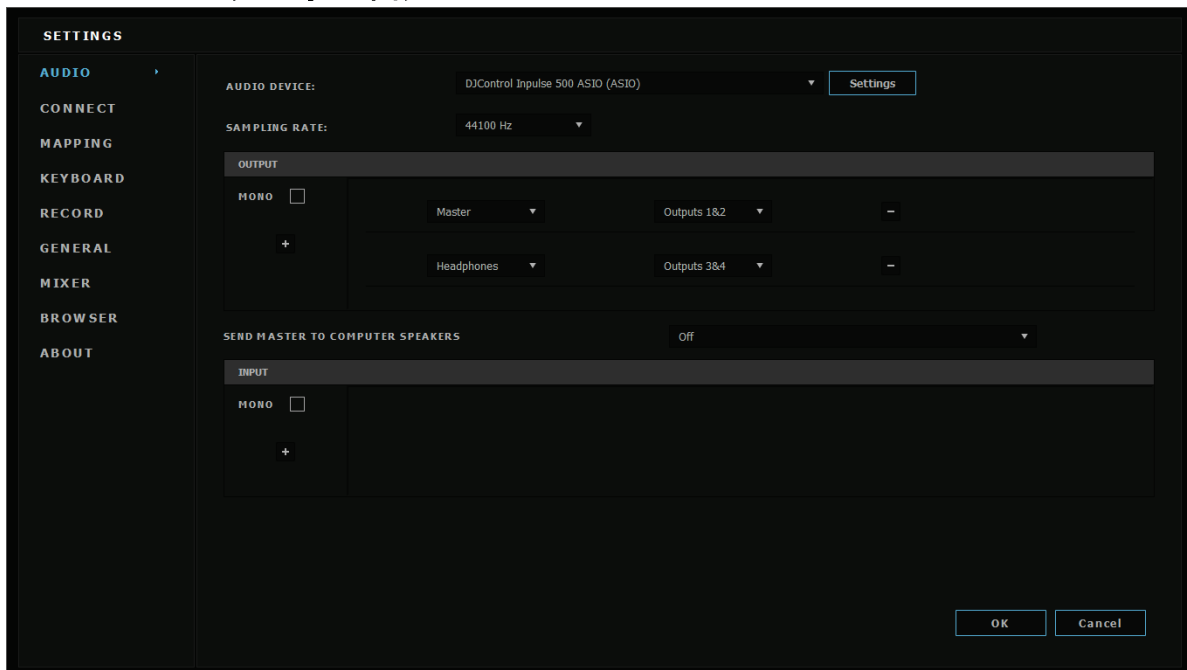 SETTINGS
AUDIO
CONNECT
MAPPING
KEYBOARD
RECORD
GENERAL
MIXER
BROWSER
ABOUT
AUDIO DEVICE: DJControl Inpulse 500 ASIO (ASIO) Settings
SAMPLING RATE: 44100 Hz
OUTPUT
MONO
+
Master Outputs 1&2 -
Headphones Outputs 3&4 -
SEND MASTER TO COMPUTER SPEAKERS Off
INPUT
MONO
+
OK Cancel